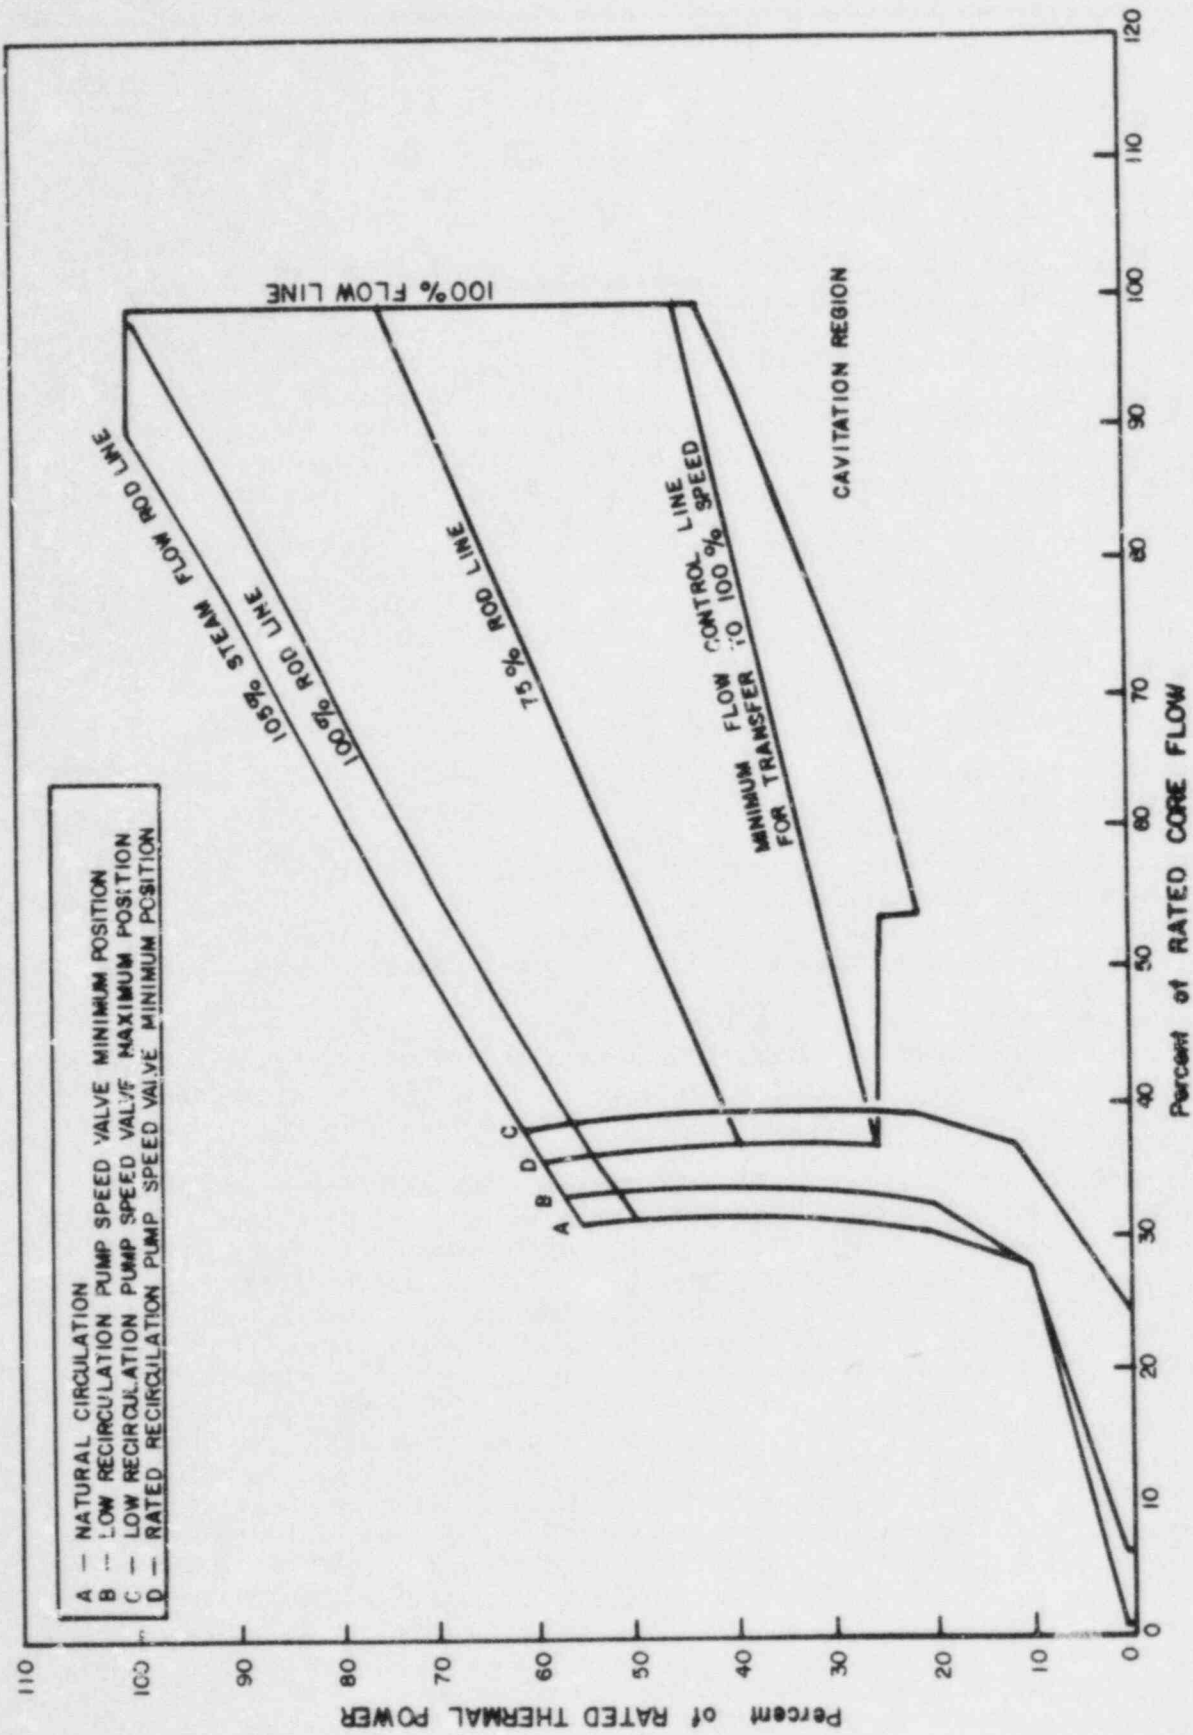 A — NATURAL CIRCULATION
B — LOW RECIRCULATION PUMP SPEED VALVE MINIMUM POSITION
C — LOW RECIRCULATION PUMP SPEED VALVE MAXIMUM POSITION
D — RATED RECIRCULATION PUMP SPEED VALVE MINIMUM POSITION
110
100
90
80
70
60
50
40
30
20
10
0
Percent of RATED THERMAL POWER
105% STEAM FLOW ROD LINE
100% ROD LINE
75% ROD LINE
100% FLOW LINE
MINIMUM FLOW CONTROL LINE
FOR TRANSFER TO 100% SPEED
CAVITATION REGION
A
B
D
C
0
10
20
30
40
50
60
70
80
90
100
110
120
Percent of RATED CORE FLOW